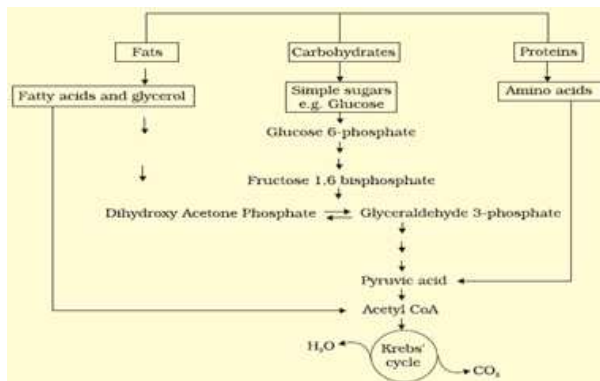 Fats
Carbohydrates
Proteins
Fatty acids and glycerol
Simple sugars
e.g. Glucose
Amino acids
Glucose 6-phosphate
Fructose 1,6 bisphosphate
Dihydroxy Acetone Phosphate
Glyceraldehyde 3-phosphate
Pyruvic acid
Acetyl CoA
H₂O
Krebs'
cycle
CO₂